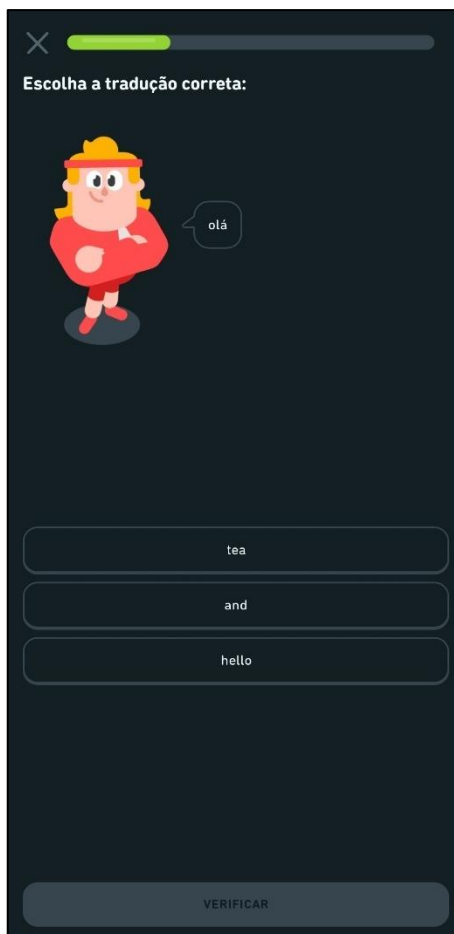 Escolha a tradução correta:
olá
tea
and
hello
VERIFICAR